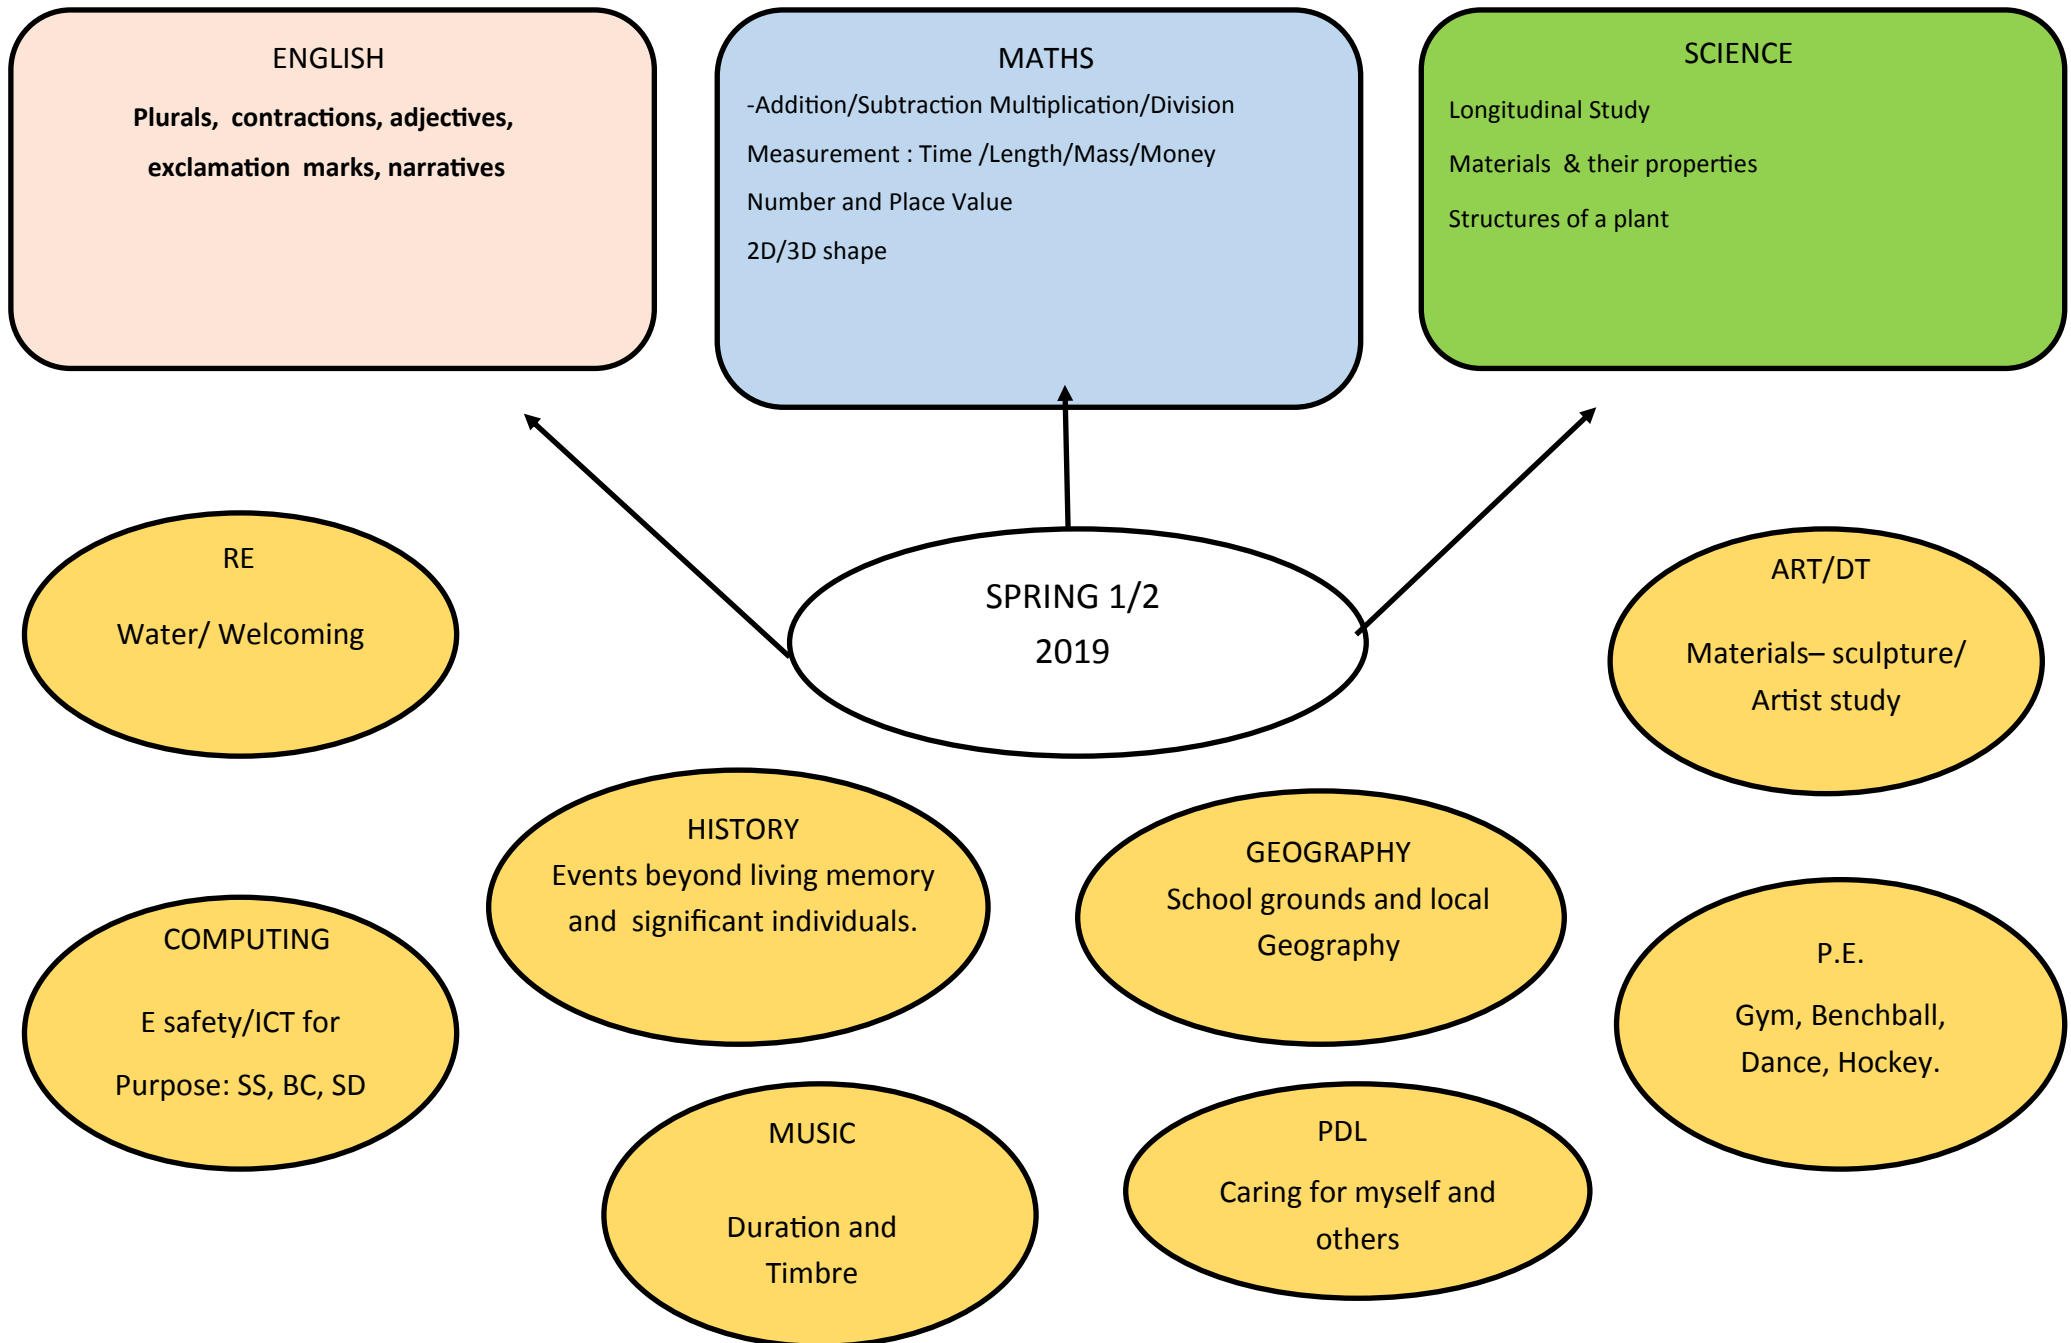 ENGLISH
Plurals,  contractions, adjectives,
exclamation  marks, narratives
MATHS
-Addition/Subtraction Multiplication/Division
Measurement : Time /Length/Mass/Money
Number and Place Value
2D/3D shape
SCIENCE
Longitudinal Study
Materials  & their properties
Structures of a plant
SPRING 1/2
2019
RE
Water/ Welcoming
ART/DT
Materials– sculpture/
Artist study
HISTORY
Events beyond living memory
and  significant individuals.
GEOGRAPHY
School grounds and local
Geography
COMPUTING
E safety/ICT for
Purpose: SS, BC, SD
P.E.
Gym, Benchball,
Dance, Hockey.
MUSIC
Duration and
Timbre
PDL
Caring for myself and
others